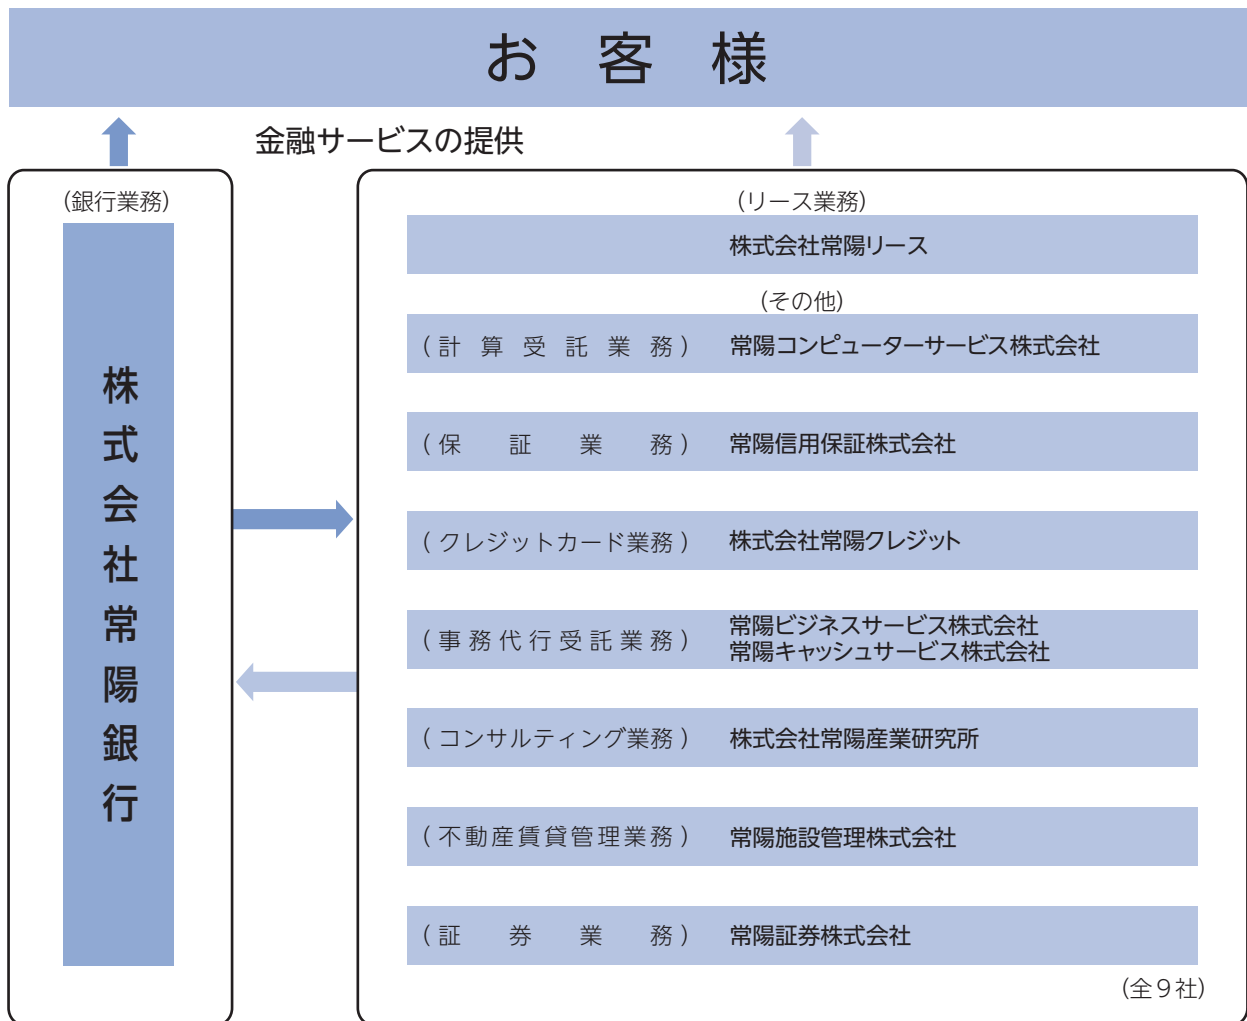 お客様
金融サービスの提供
(銀行業務)
株式会社常陽銀行
(リース業務)
株式会社常陽リース
(その他)
(計算受託業務) 常陽コンピューターサービス株式会社
(保証業務) 常陽信用保証株式会社
(クレジットカード業務) 株式会社常陽クレジット
(事務代行受託業務) 常陽ビジネスサービス株式会社
常陽キャッシュサービス株式会社
(コンサルティング業務) 株式会社常陽産業研究所
(不動産賃貸管理業務) 常陽施設管理株式会社
(証券業務) 常陽証券株式会社
(全9社)